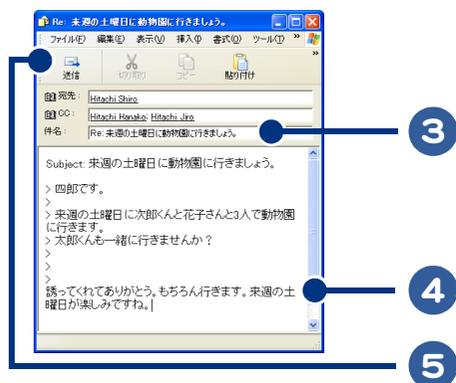 Re: 来週の土曜日に動物園に行きましょう。
ファイル(F) 編集(E) 表示(V) 挿入(I) 書式(O) ツール(T) »
送信 切り取り コピー 貼り付け »
宛先: Hitachi Shiro
CC: Hitachi Hanako; Hitachi Jiro
件名: Re: 来週の土曜日に動物園に行きましょう。
3
Subject: 来週の土曜日に動物園に行きましょう。
> 四郎です。
>
> 来週の土曜日に次郎くんと花子さんと3人で動物園
に行きます。
> 太郎くんも一緒に行きませんか?
>
>
>
誘ってくれてありがとう。もちろん行きます。来週の土
曜日が楽しみですね。
4
5